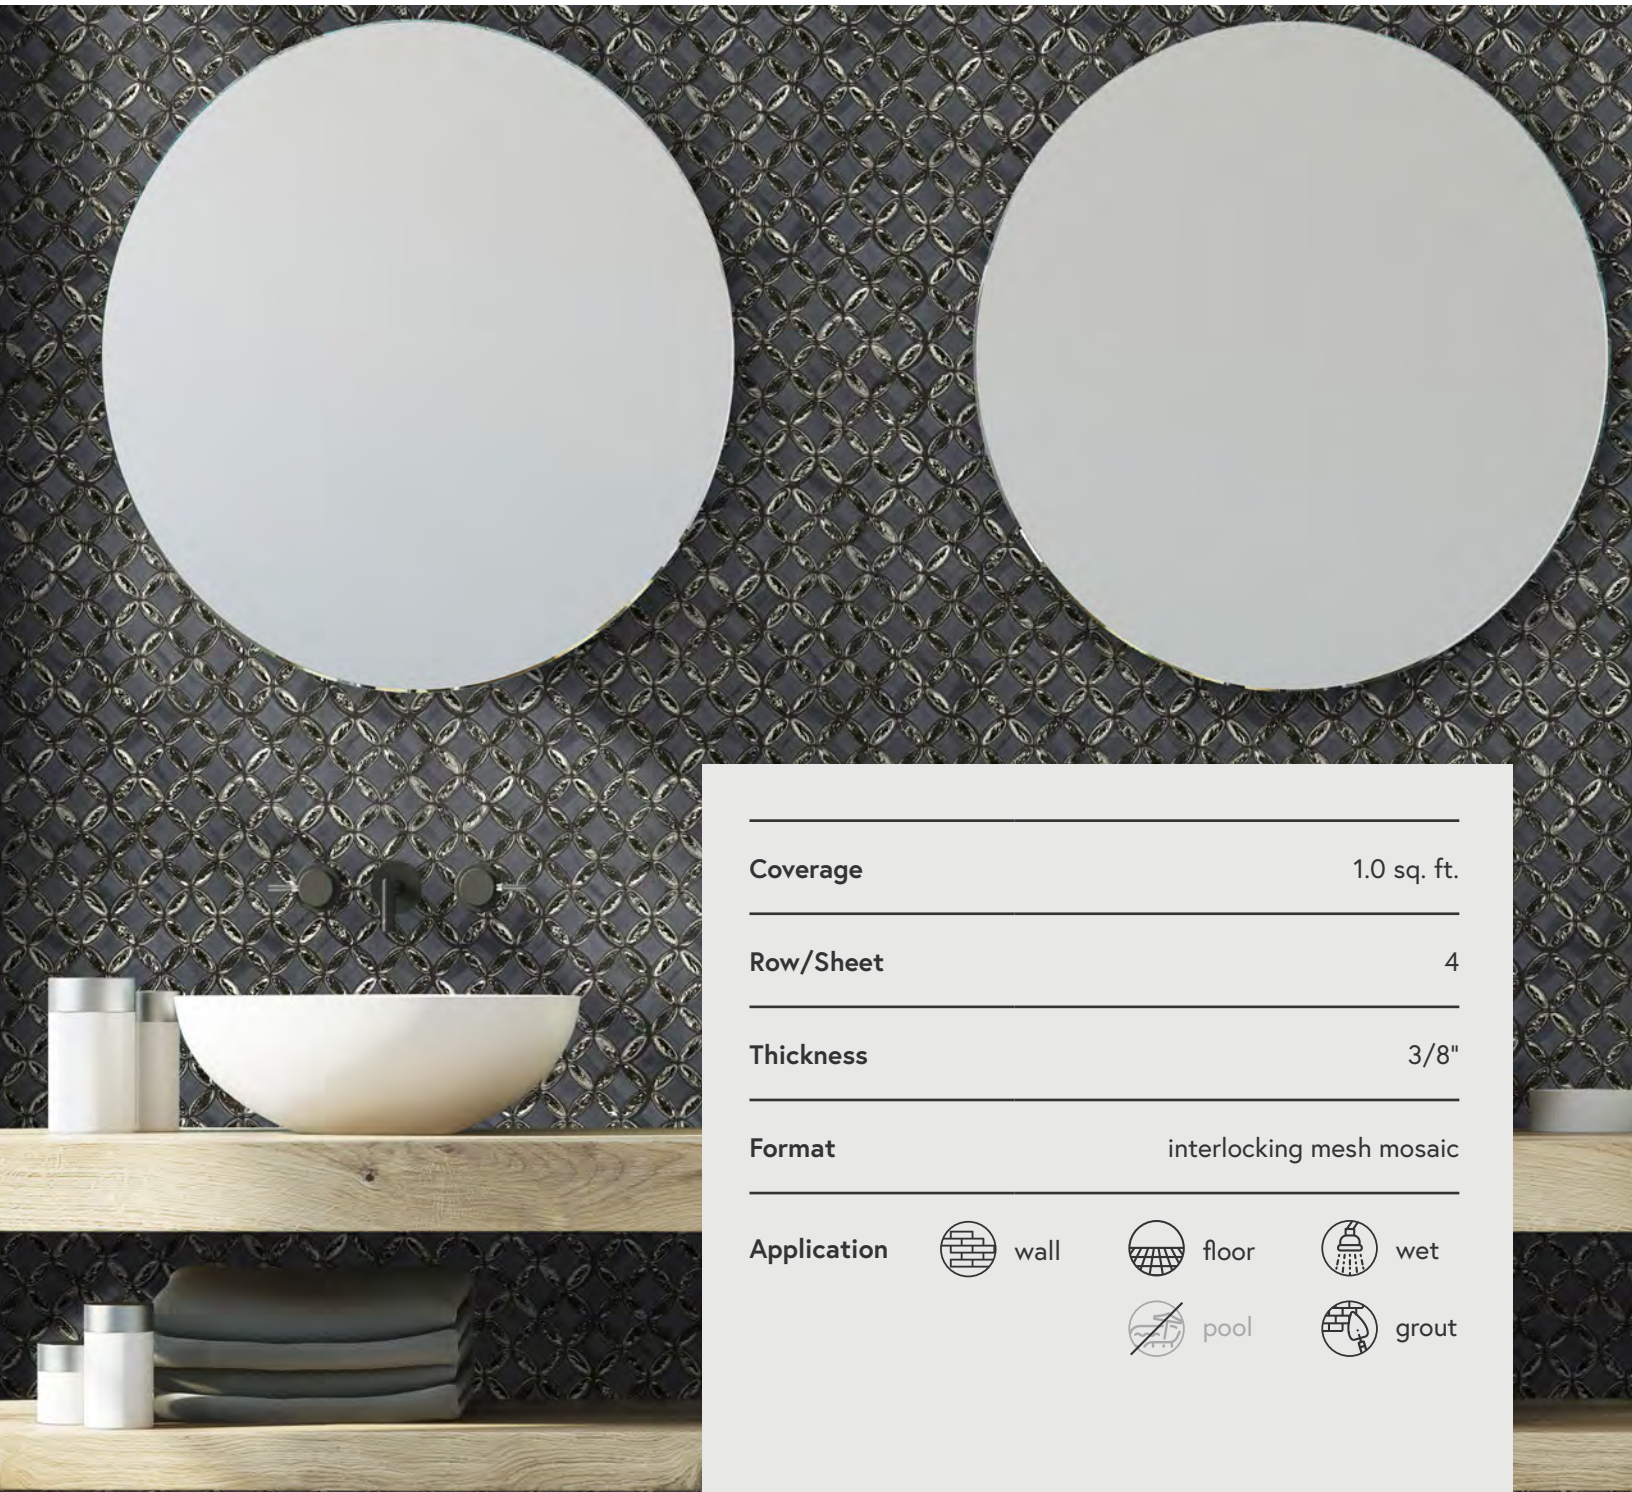 Coverage 1.0 sq. ft.
Row/Sheet 4
Thickness 3/8"
Format interlocking mesh mosaic
Application wall floor wet
pool grout